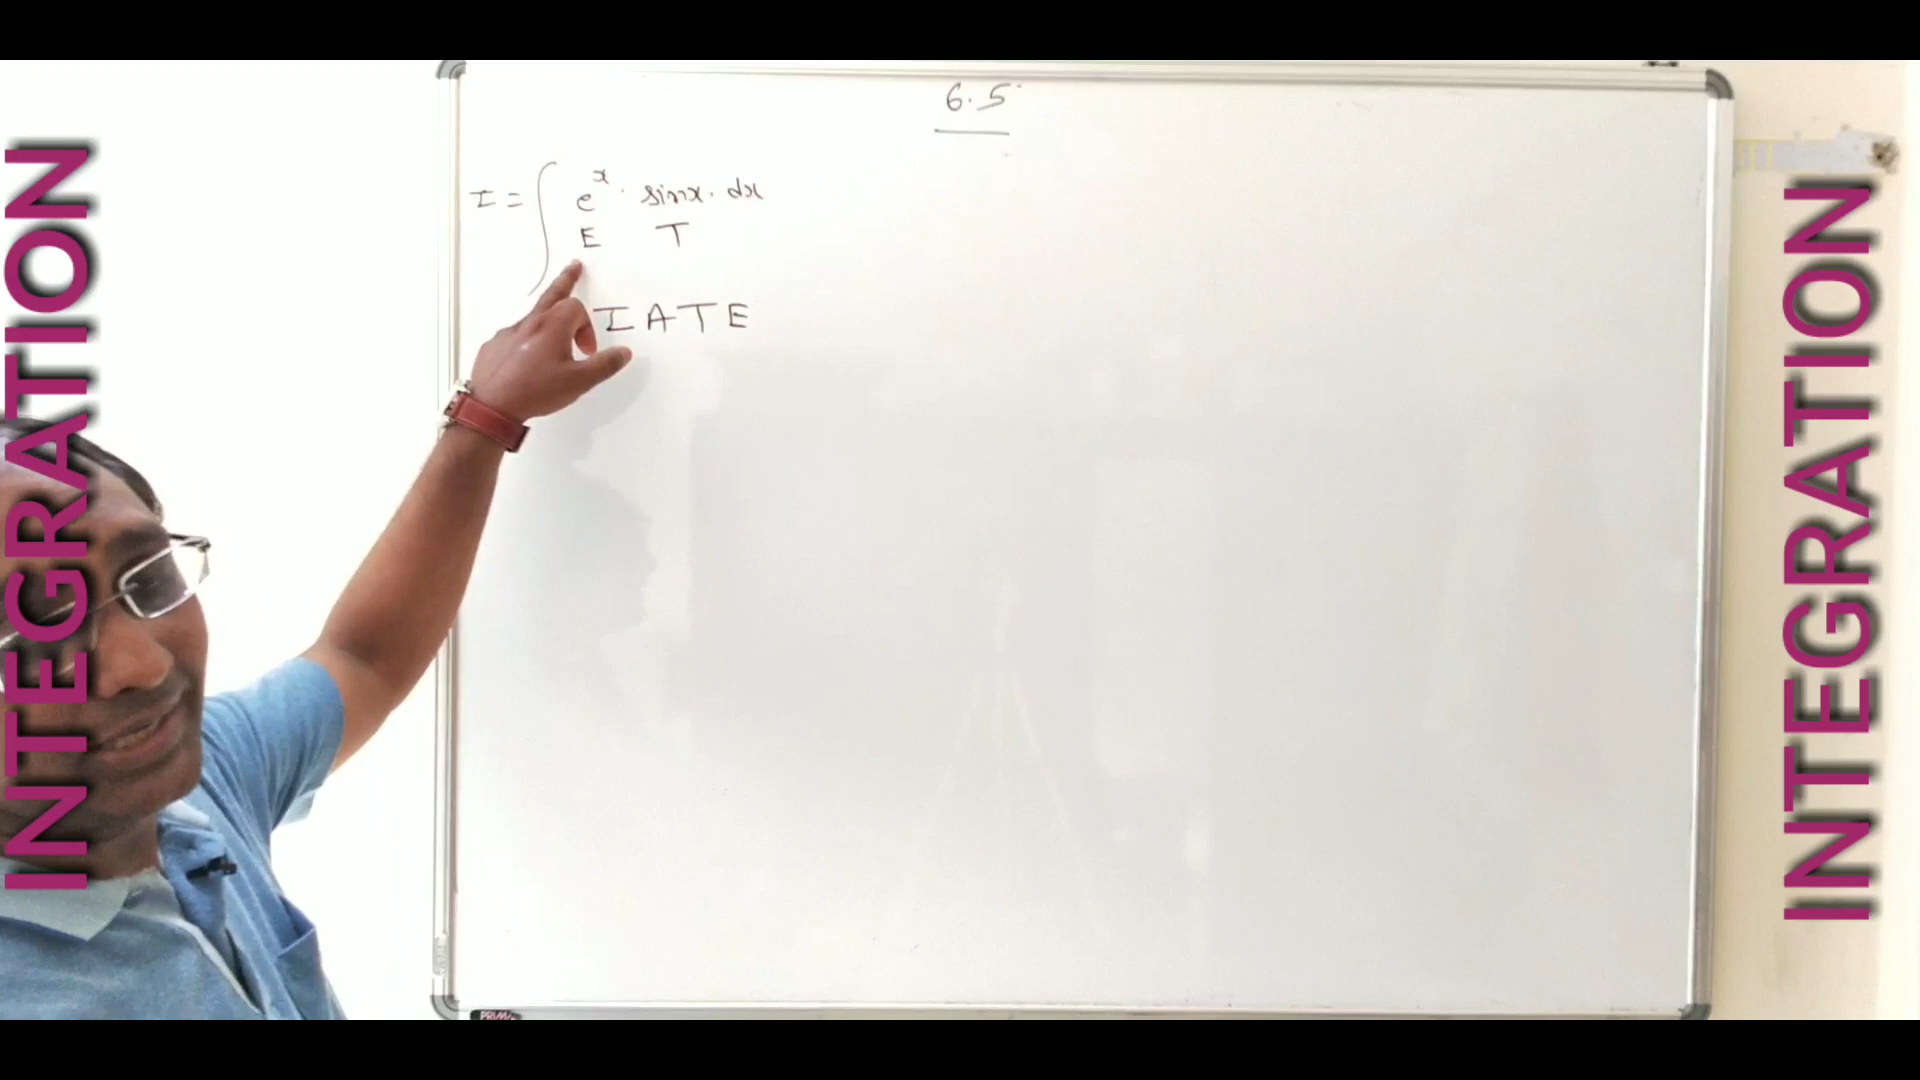 INTEGRATION
6.5
I = ∫ e^x . sinx . dx
E T
IATE
INTEGRATION